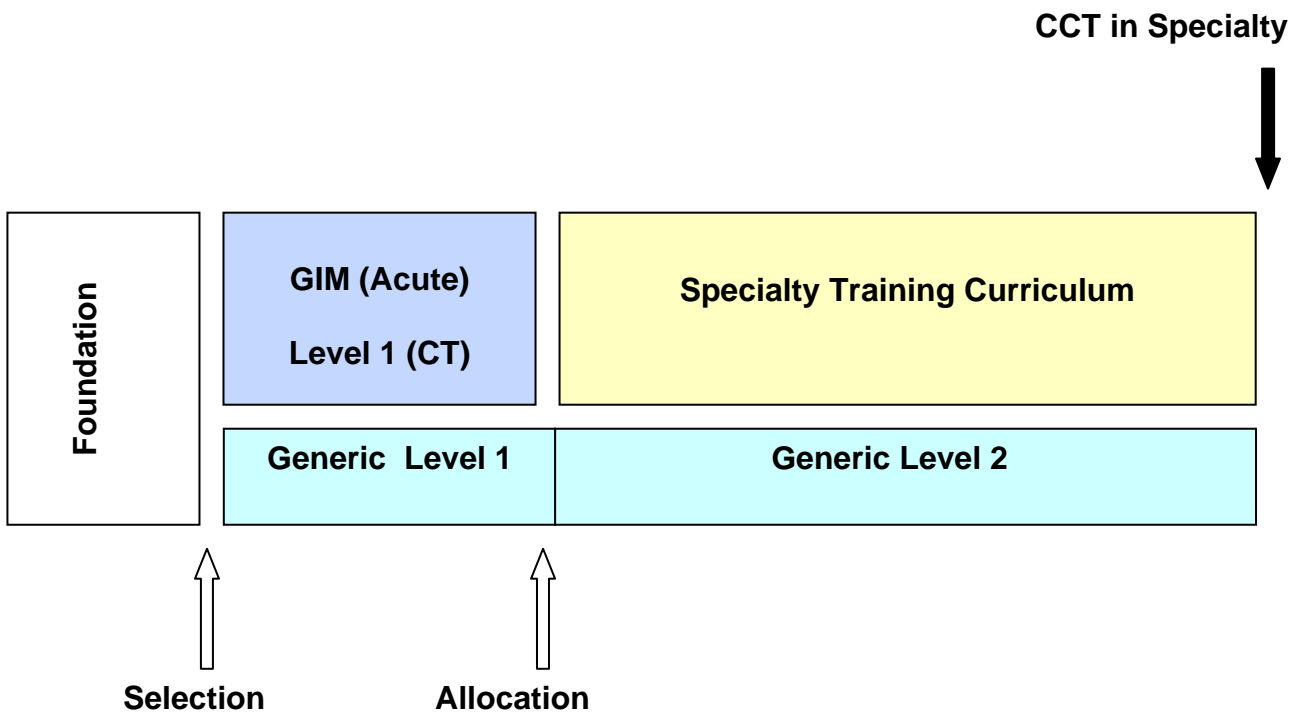 CCT in Specialty
Foundation
GIM (Acute)
Level 1 (CT)
Specialty Training Curriculum
Generic Level 1
Generic Level 2
Selection
Allocation